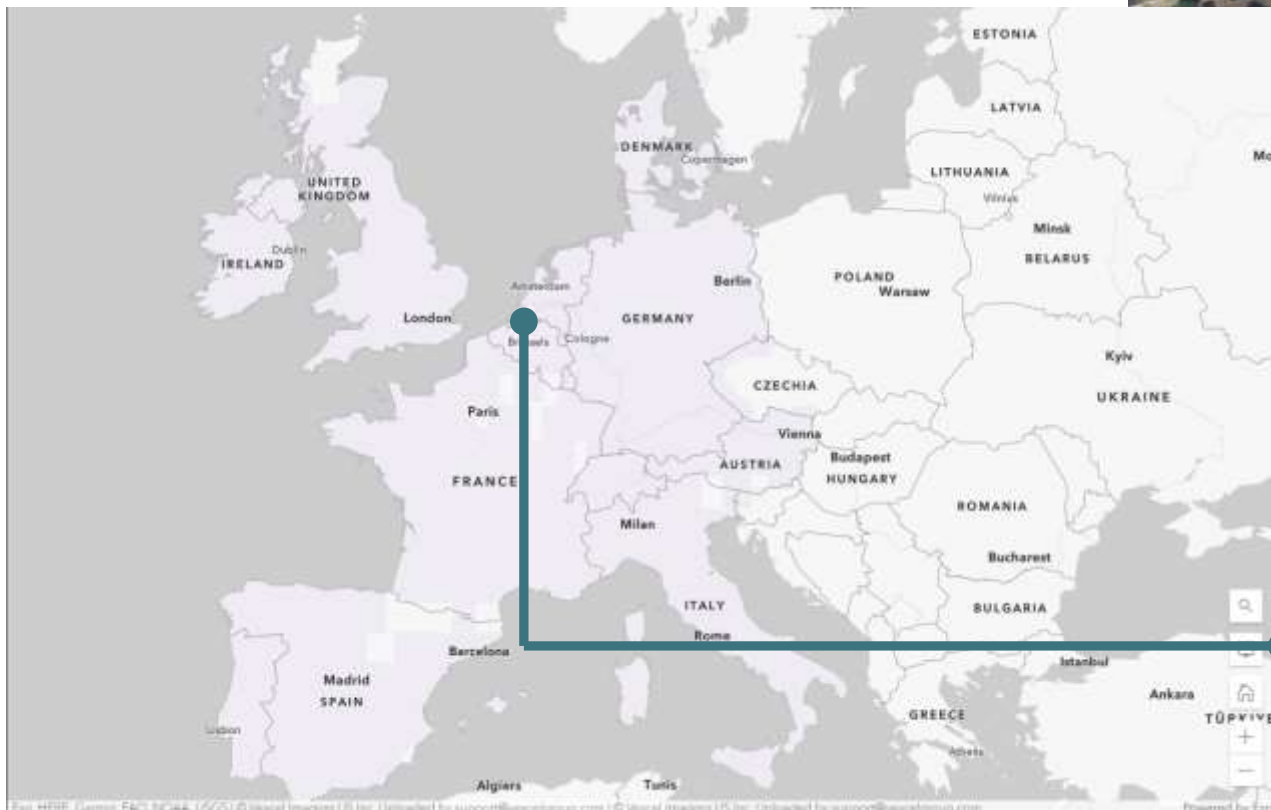 ESTONIA
LATVIA
DENMARK
Copenhagen
LITHUANIA
Vilnius
UNITED
KINGDOM
Minsk
BELARUS
Dublin
IRELAND
Amsterdam
Berlin
POLAND
Warsaw
London
GERMANY
Cologne
Kyiv
CZECHIA
UKRAINE
Paris
Vienna
AUSTRIA
Budapest
HUNGARY
FRANCE
ROMANIA
Milan
Bucharest
ITALY
BULGARIA
Rome
Barcelona
Istanbul
Madrid
SPAIN
Ankara
GREECE
Lisbon
Athens
Algiers
Tunis